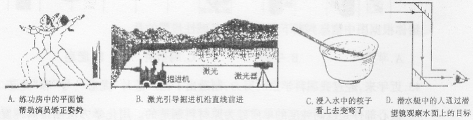 激光
掘进机
激光器
A. 练功房中的平面镜
帮助演员矫正姿势
B. 激光引导掘进机沿直线前进
C. 浸入水中的筷子
看上去变弯了
D. 潜水艇中的人通过潜
望镜观察水面上的目标